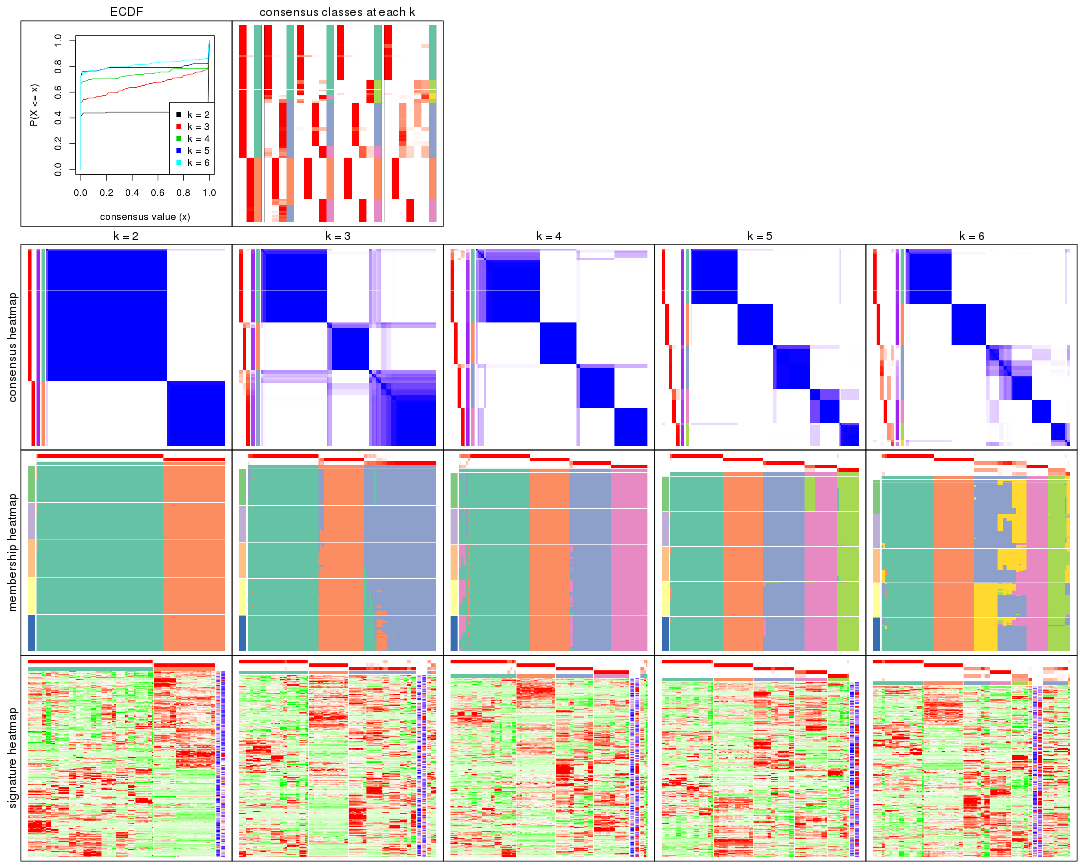 ECDF
consensus classes at each k
P(X <= x)
1.0
0.8
0.6
0.4
0.2
0.0
k = 2
k = 3
k = 4
k = 5
k = 6
0.0 0.2 0.4 0.6 0.8 1.0
consensus value (x)
k = 2 k = 3 k = 4 k = 5 k = 6
consensus heatmap
membership heatmap
signature heatmap